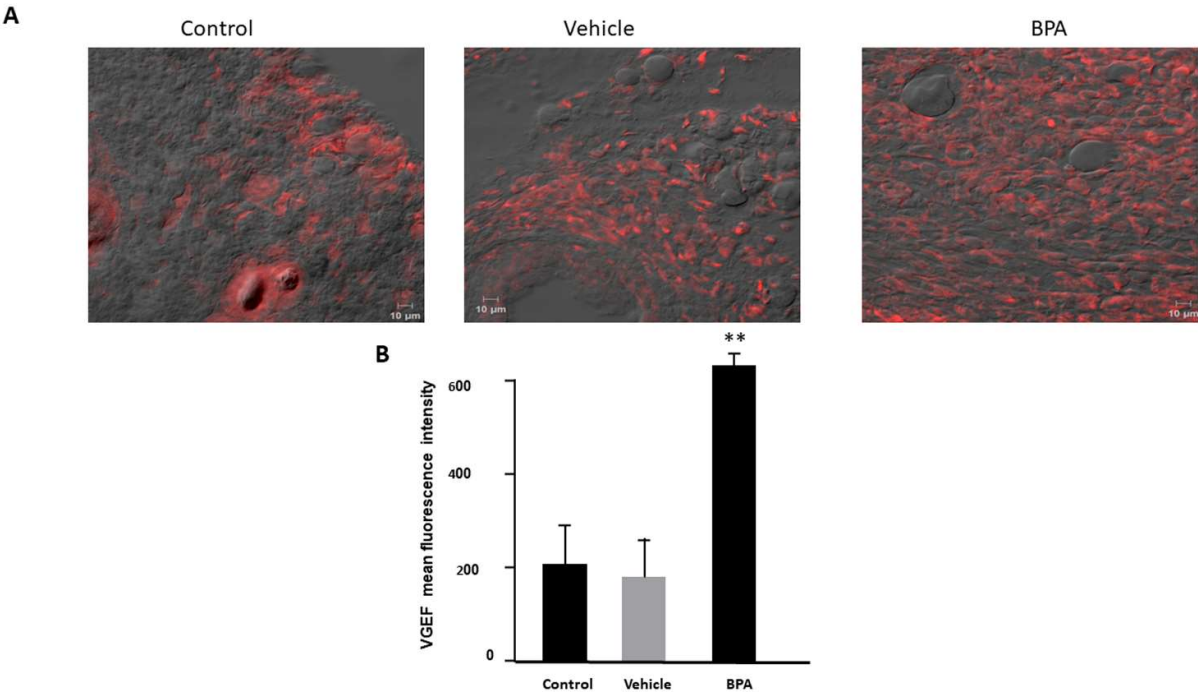 A
Control
Vehicle
BPA
10 µm
10 µm
10 µm
B
**
VGEF mean fluorescence intensity
600
400
200
0
Control
Vehicle
BPA